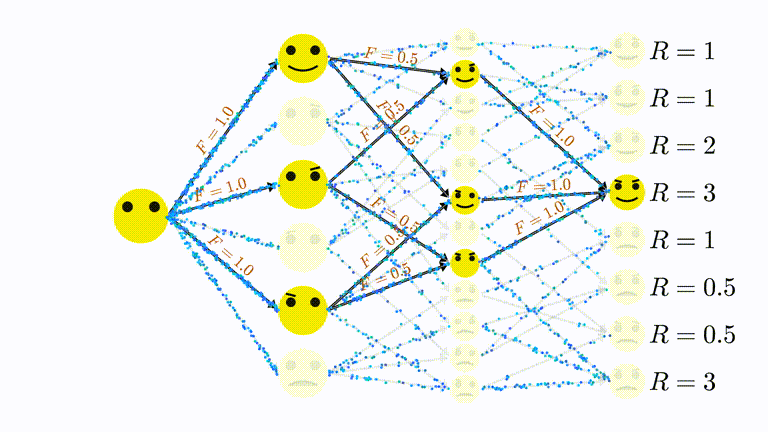 F = 1.0
F = 1.0
F = 1.0
F = 0.5
F = 0.5
F = 0.5
F = 0.5
F = 0.5
F = 0.5
F = 1.0
F = 1.0
F = 1.0
R = 1
R = 1
R = 2
R = 3
R = 1
R = 0.5
R = 0.5
R = 3